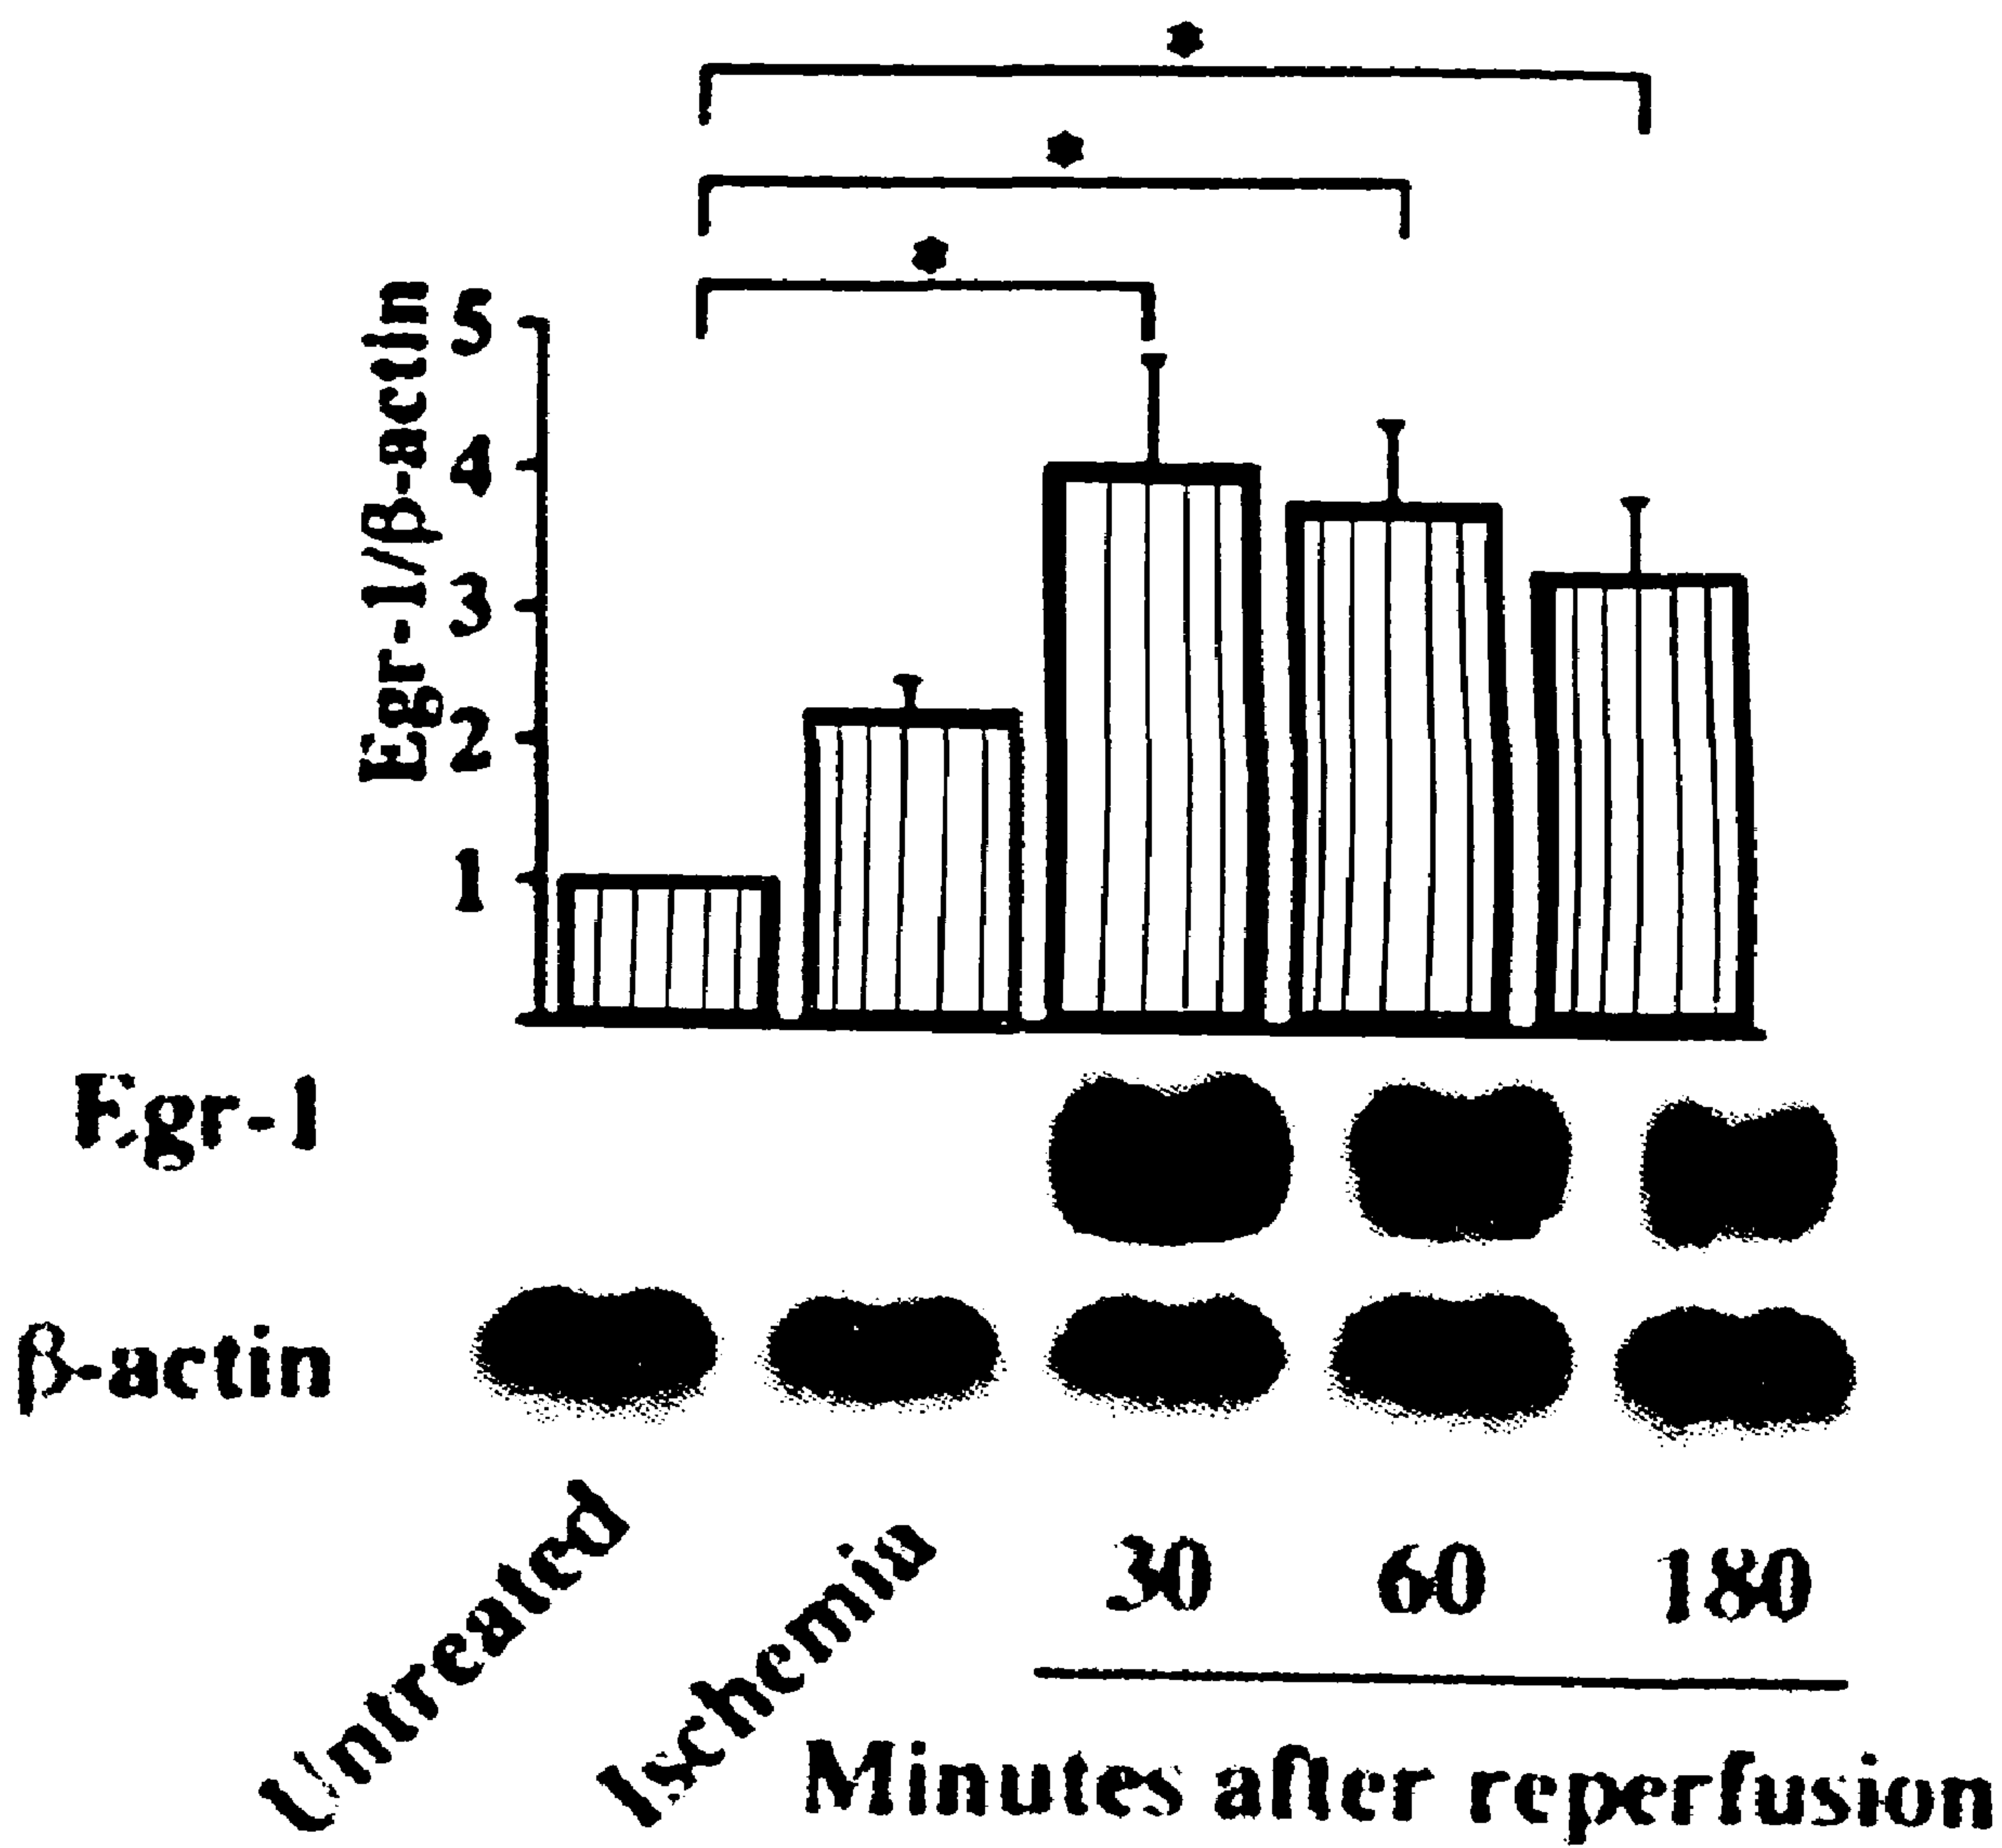 *
*
*
Egr-1/β-actin
5
4
3
2
1
Egr-1
β-actin
Untreated
Ischemia
30
60
180
Minutes after reperfusion